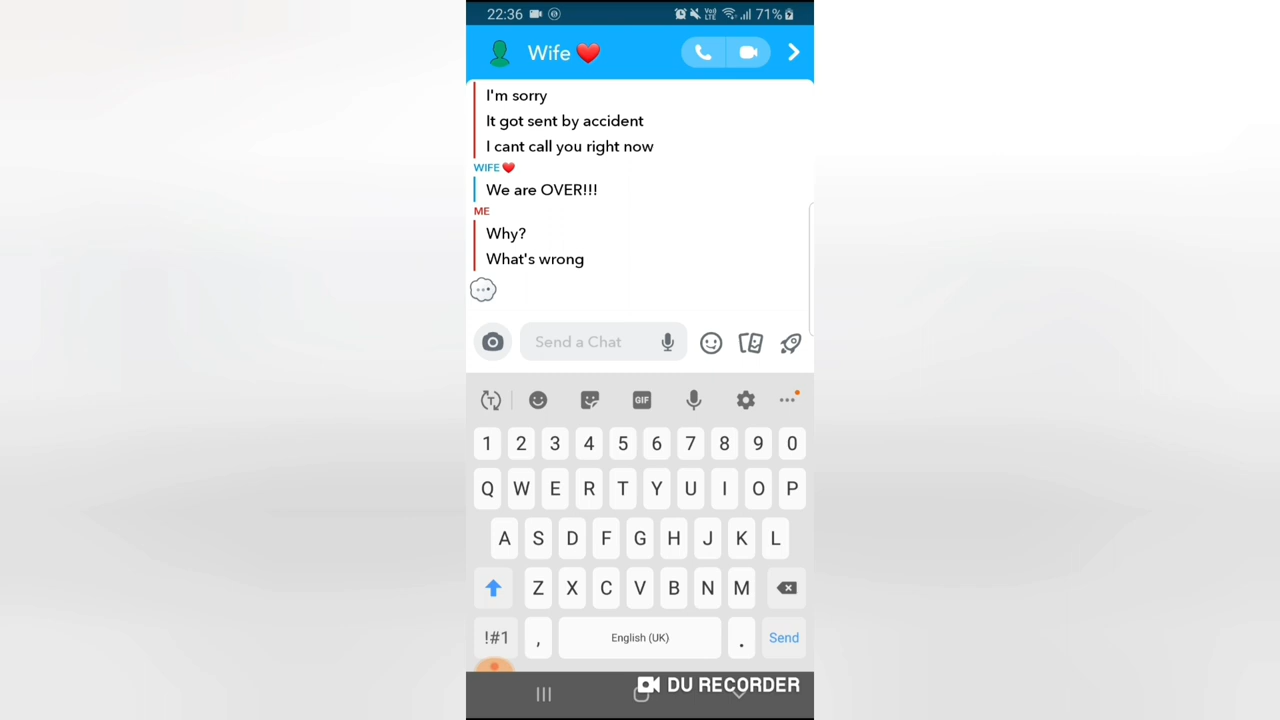 22:36
Vo)
LTE
71%
Wife ❤️
I'm sorry
It got sent by accident
I cant call you right now
WIFE ❤️
We are OVER!!!
ME
Why?
What's wrong
Send a Chat
T
GIF
1 2 3 4 5 6 7 8 9 0
Q W E R T Y U I O P
A S D F G H J K L
Z X C V B N M
!#1 , English (UK) . Send
DU RECORDER